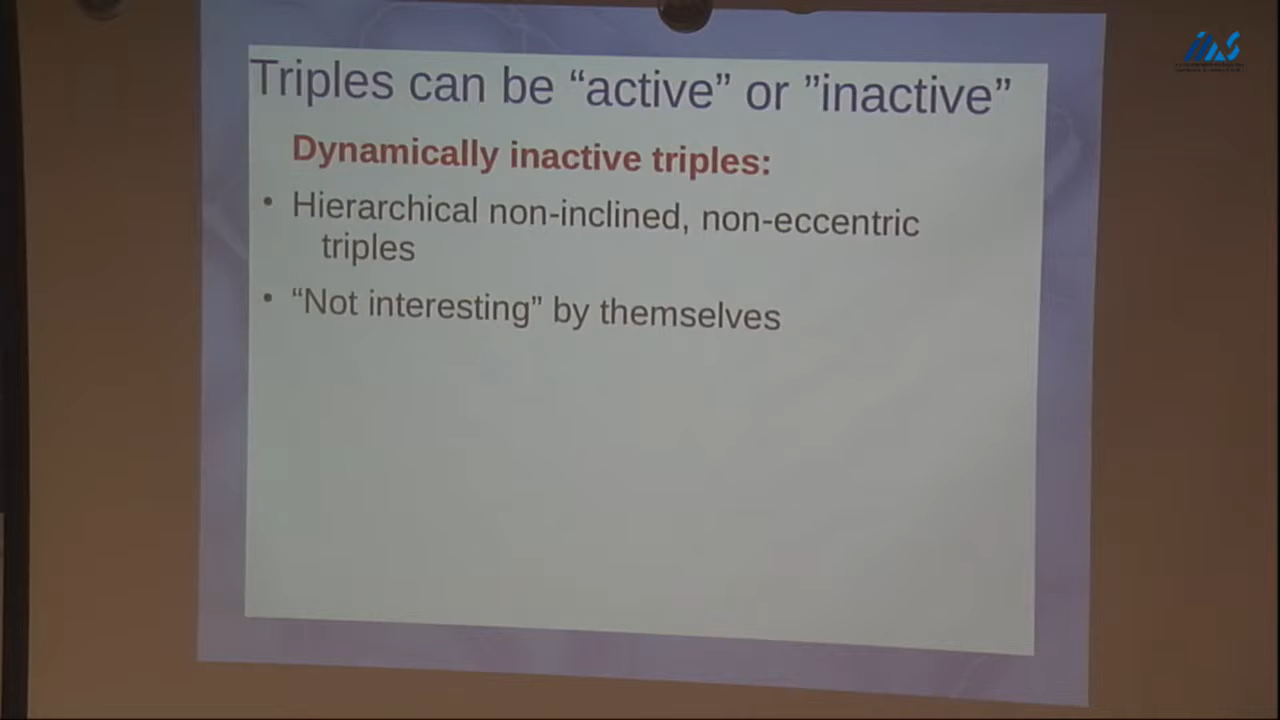 Triples can be “active” or ”inactive”
Dynamically inactive triples:
• Hierarchical non-inclined, non-eccentric
triples
• “Not interesting” by themselves